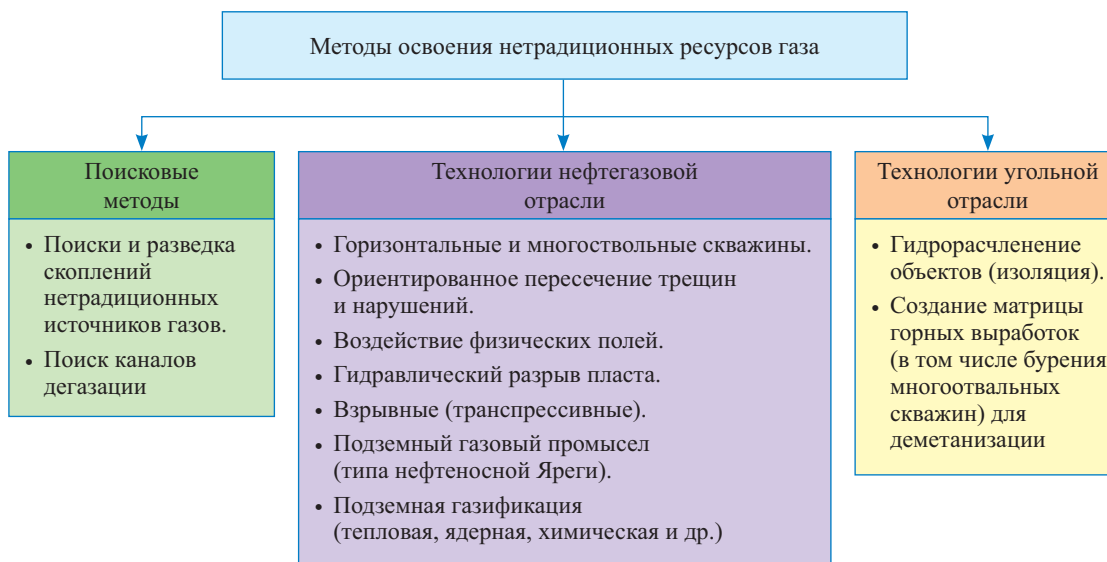 Методы освоения нетрадиционных ресурсов газа
Поисковые
методы
• Поиски и разведка
скоплений
нетрадиционных
источников газов.
• Поиск каналов
дегазации
Технологии нефтегазовой
отрасли
• Горизонтальные и многоствольные скважины.
• Ориентированное пересечение трещин
и нарушений.
• Воздействие физических полей.
• Гидравлический разрыв пласта.
• Взрывные (транспрессивные).
• Подземный газовый промысел
(типа нефтеносной Яреги).
• Подземная газификация
(тепловая, ядерная, химическая и др.)
Технологии угольной
отрасли
• Гидрорасчленение
объектов (изоляция).
• Создание матрицы
горных выработок
(в том числе бурения
многоотвальных
скважин) для
деметанизации